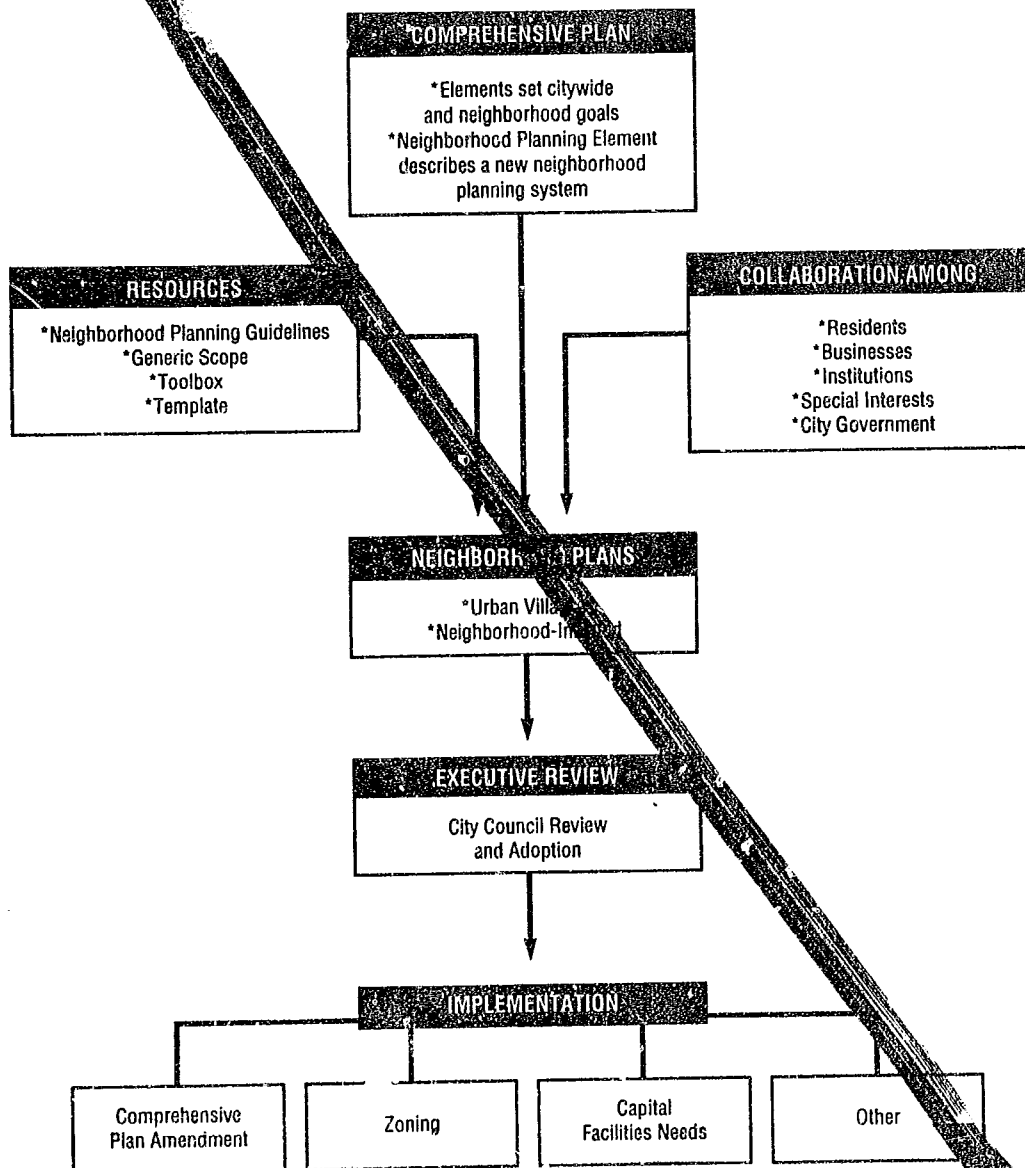 COMPREHENSIVE PLAN
*Elements set citywide
and neighborhood goals
*Neighborhood Planning Element
describes a new neighborhood
planning system
RESOURCES
*Neighborhood Planning Guidelines
*Generic Scope
*Toolbox
*Template
COLLABORATION AMONG
*Residents
*Businesses
*Institutions
*Special Interests
*City Government
PLANS
*Urban
EXECUTIVE REVIEW
City Council Review
and Adoption
IMPLEMENTATION
Comprehensive
Plan Amendment
Zoning
Capital
Facilities Needs
Other